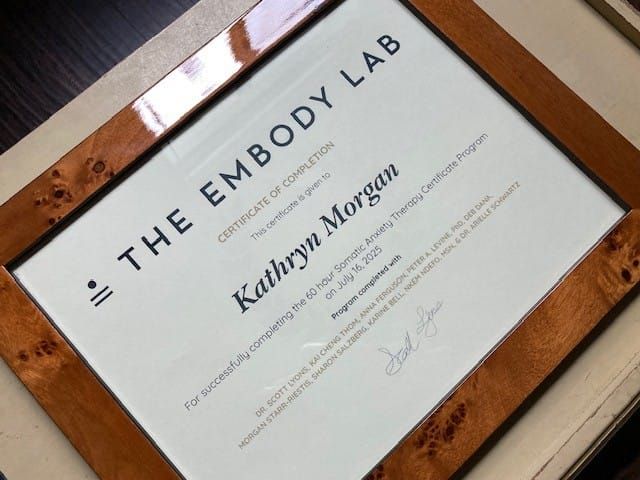 THE EMBODY LAB
CERTIFICATE OF COMPLETION
This certificate is given to
Kathryn Morgan
For successfully completing the 60 hour Somatic Anxiety Therapy Certificate Program
on July 16, 2025
Program completed with
DR. SCOTT LYONS, KAI CHENG THOM, ANNA FERGUSON, PETER A. LEVINE, PhD, DEB DANA,
MORGAN STARR-RIESTIS, SHARON SALZBERG, KARINE BELL, NKEM NDEFO, MSN, & DR. ARIELLE SCHWARTZ
Scott Lyons